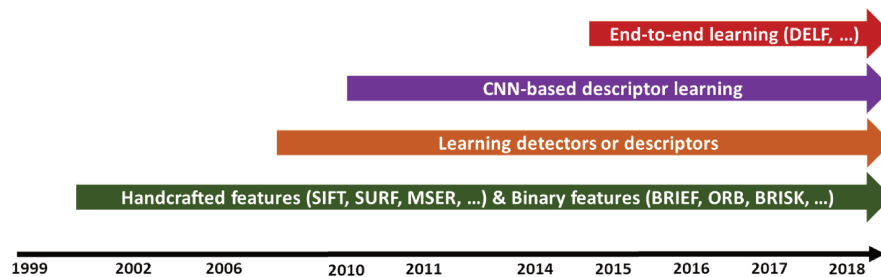 End-to-end learning (DELF, ...)
CNN-based descriptor learning
Learning detectors or descriptors
Handcrafted features (SIFT, SURF, MSER, ...) & Binary features (BRIEF, ORB, BRISK, ...)
1999 2002 2006 2010 2011 2014 2015 2016 2017 2018